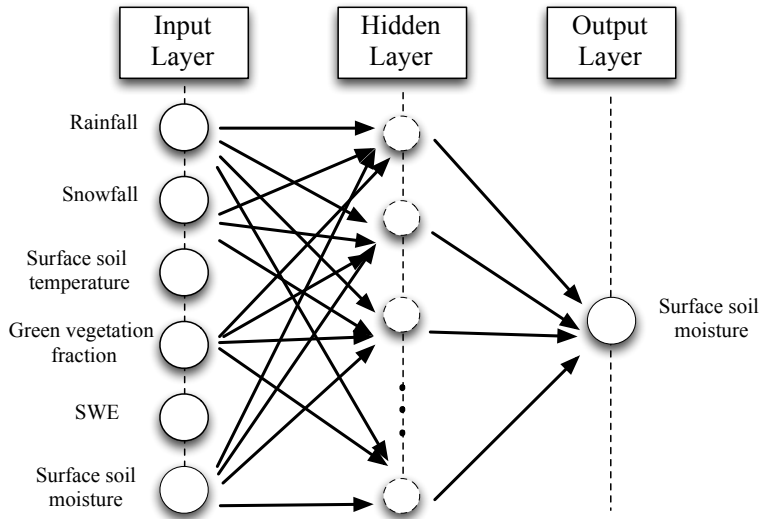 Input
Layer
Hidden
Layer
Output
Layer
Rainfall
Snowfall
Surface soil
temperature
Green vegetation
fraction
SWE
Surface soil
moisture
Surface soil
moisture